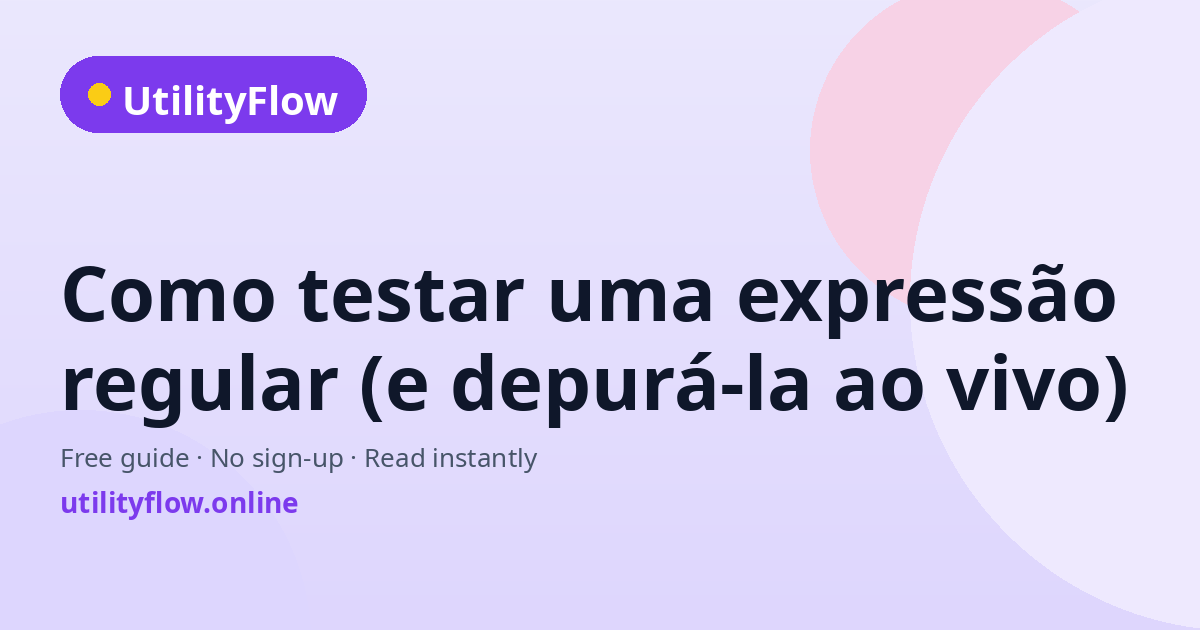 UtilityFlow
Como testar uma expressão
regular (e depurá-la ao vivo)
Free guide · No sign-up · Read instantly
utilityflow.online